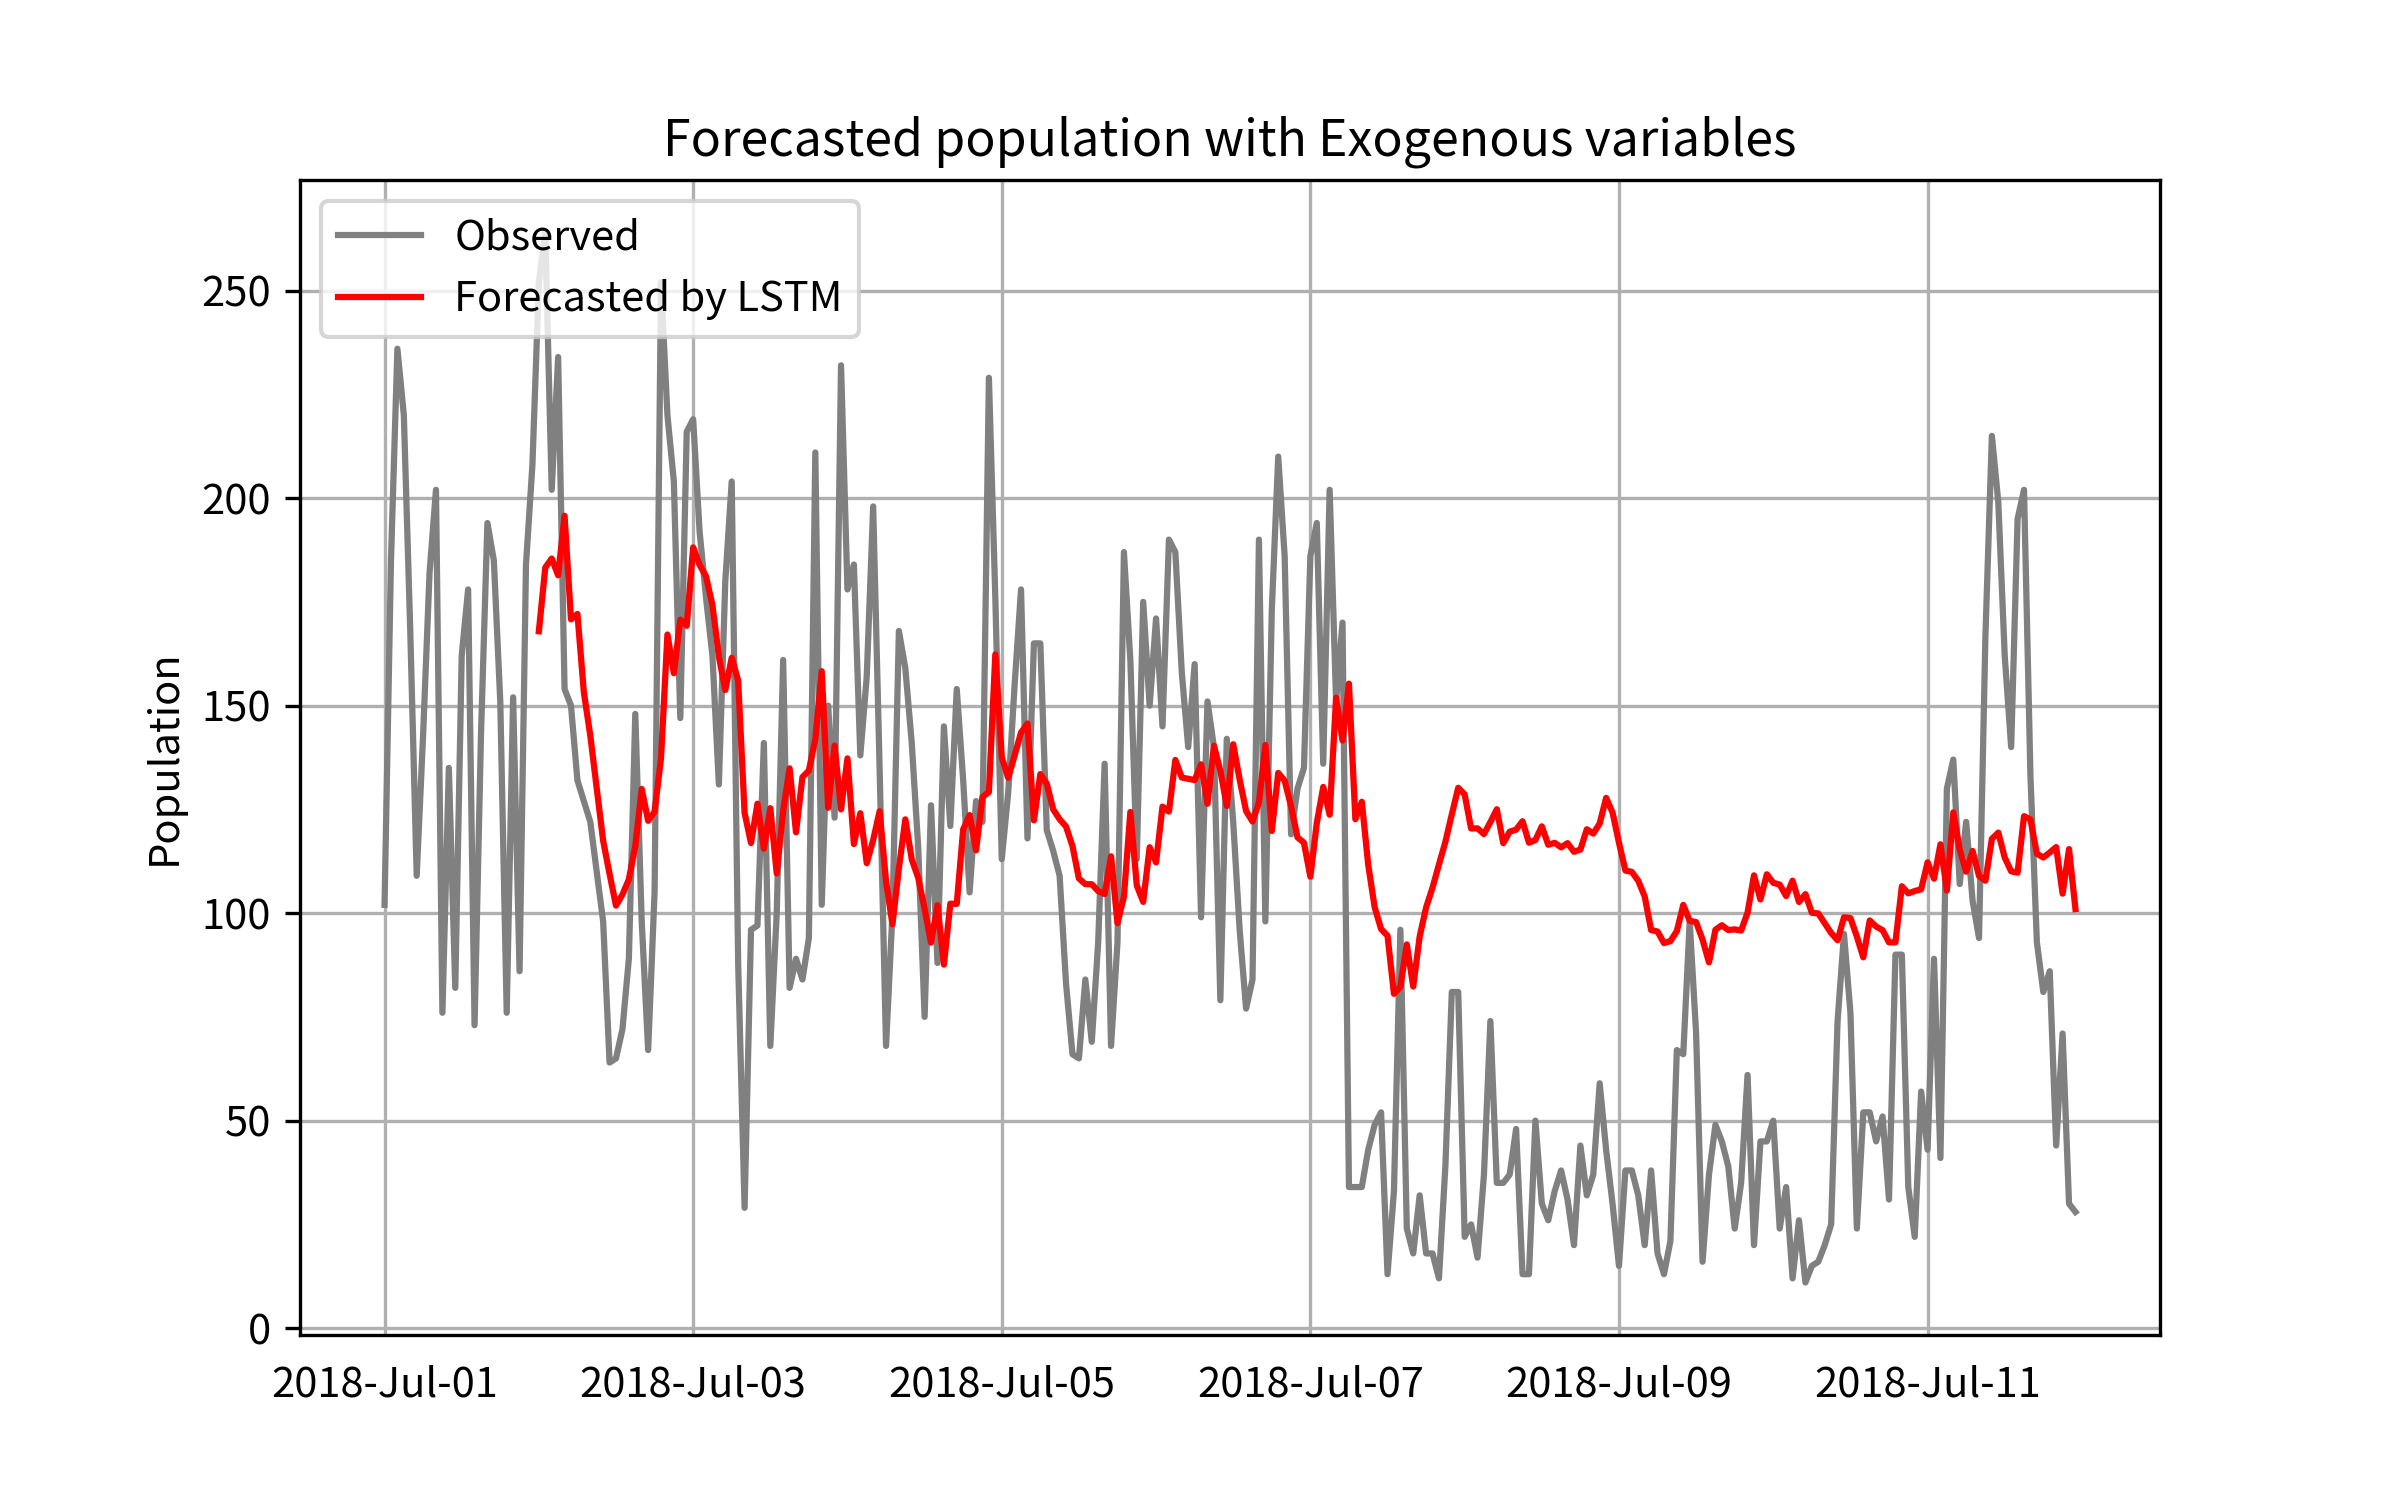 Forecasted population with Exogenous variables
Observed
Forecasted by LSTM
Population
250
200
150
100
50
0
2018-Jul-01 2018-Jul-03 2018-Jul-05 2018-Jul-07 2018-Jul-09 2018-Jul-11